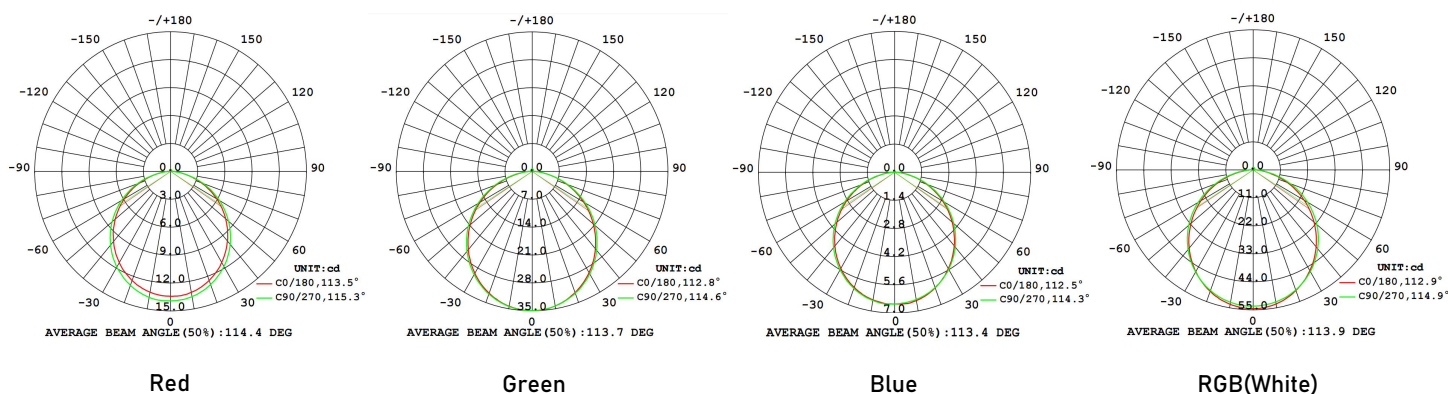 -/+180
-150 150
-120 120
-90 90
0.0
3.0
6.0
9.0
12.0
15.0
-60 60
-30 30
0
UNIT:cd
C0/180,113.5°
C90/270,115.3°
AVERAGE BEAM ANGLE(50%):114.4 DEG
Red
-/+180
-150 150
-120 120
-90 90
0.0
7.0
14.0
21.0
28.0
35.0
-60 60
-30 30
0
UNIT:cd
C0/180,112.8°
C90/270,114.6°
AVERAGE BEAM ANGLE(50%):113.7 DEG
Green
-/+180
-150 150
-120 120
-90 90
0.0
1.4
2.8
4.2
5.6
7.0
-60 60
-30 30
0
UNIT:cd
C0/180,112.5°
C90/270,114.3°
AVERAGE BEAM ANGLE(50%):113.4 DEG
Blue
-/+180
-150 150
-120 120
-90 90
0.0
11.0
22.0
33.0
44.0
55.0
-60 60
-30 30
0
UNIT:cd
C0/180,112.9°
C90/270,114.9°
AVERAGE BEAM ANGLE(50%):113.9 DEG
RGB(White)